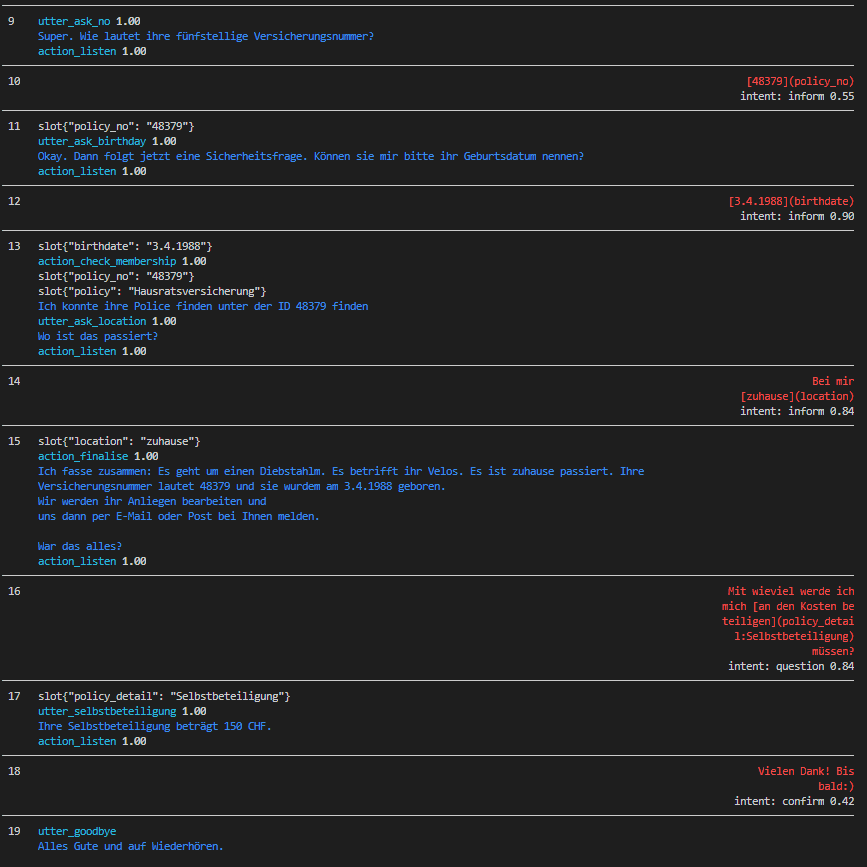 9 utter_ask_no 1.00
Super. Wie lautet ihre fünfstellige Versicherungsnummer?
action_listen 1.00
10 [48379](policy_no)
intent: inform 0.55
11 slot{"policy_no": "48379"}
utter_ask_birthday 1.00
Okay. Dann folgt jetzt eine Sicherheitsfrage. Können sie mir bitte ihr Geburtsdatum nennen?
action_listen 1.00
12 [3.4.1988](birthdate)
intent: inform 0.90
13 slot{"birthdate": "3.4.1988"}
action_check_membership 1.00
slot{"policy_no": "48379"}
slot{"policy": "Hausratsversicherung"}
Ich konnte ihre Police finden unter der ID 48379 finden
utter_ask_location 1.00
Wo ist das passiert?
action_listen 1.00
14 Bei mir
[zuhause](location)
intent: inform 0.84
15 slot{"location": "zuhause"}
action_finalise 1.00
Ich fasse zusammen: Es geht um einen Diebstahlm. Es betrifft ihr Velos. Es ist zuhause passiert. Ihre
Versicherungsnummer lautet 48379 und sie wurdem am 3.4.1988 geboren.
Wir werden ihr Anliegen bearbeiten und
uns dann per E-Mail oder Post bei Ihnen melden.
War das alles?
action_listen 1.00
16 Mit wieviel werde ich
mich [an den Kosten be
teiligen](policy_detai
l:Selbstbeteiligung)
müssen?
intent: question 0.84
17 slot{"policy_detail": "Selbstbeteiligung"}
utter_selbstbeteiligung 1.00
Ihre Selbstbeteiligung beträgt 150 CHF.
action_listen 1.00
18 Vielen Dank! Bis
bald:)
intent: confirm 0.42
19 utter_goodbye
Alles Gute und auf Wiederhören.